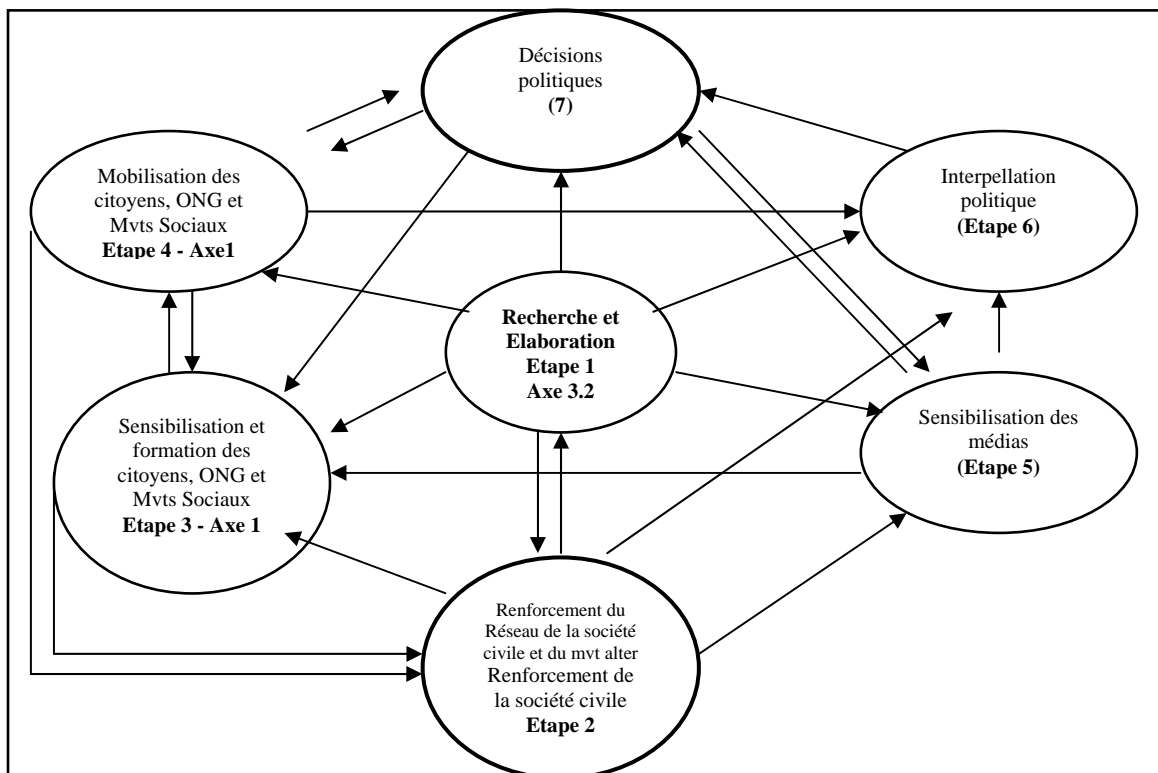 Décisions
politiques
(7)
Mobilisation des
citoyens, ONG et
Mvts Sociaux
Etape 4 - Axe1
Interpellation
politique
(Etape 6)
Recherche et
Elaboration
Etape 1
Axe 3.2
Sensibilisation et
formation des
citoyens, ONG et
Mvts Sociaux
Etape 3 - Axe 1
Sensibilisation des
médias
(Etape 5)
Renforcement du
Réseau de la société
civile et du mvt alter
Renforcement de
la société civile
Etape 2